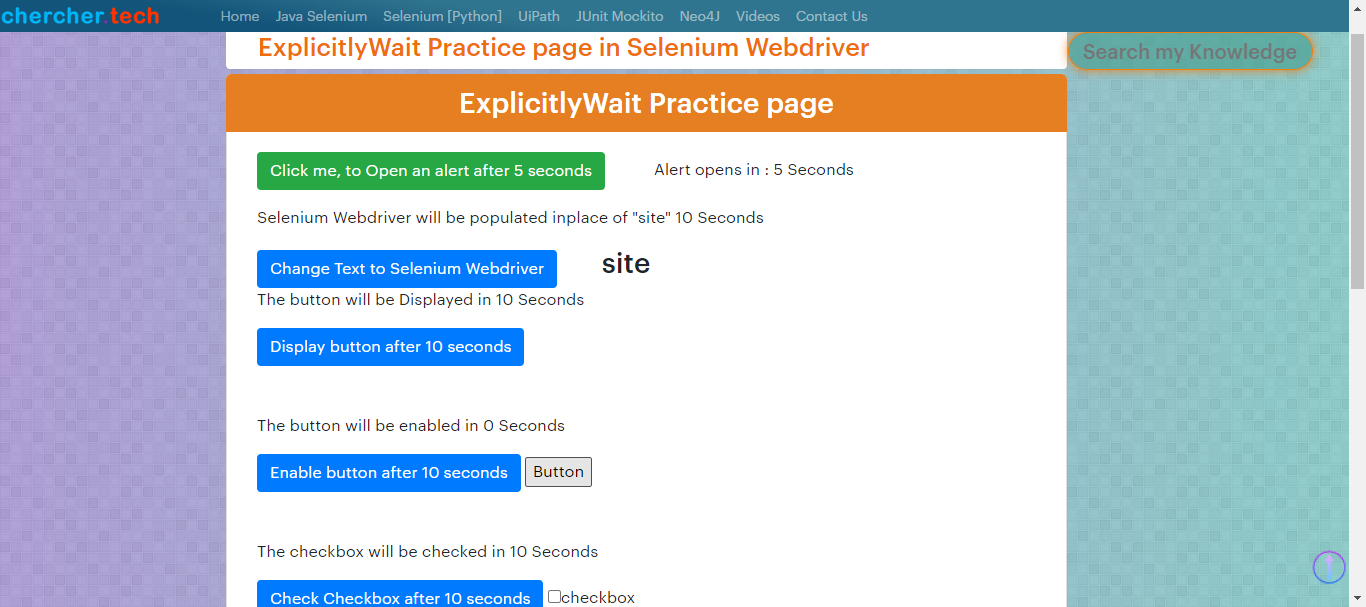 chercher.tech Home Java Selenium Selenium [Python] UiPath JUnit Mockito Neo4J Videos Contact Us
ExplicitlyWait Practice page in Selenium Webdriver
Search my Knowledge
ExplicitlyWait Practice page
Click me, to Open an alert after 5 seconds Alert opens in : 5 Seconds
Selenium Webdriver will be populated inplace of "site" 10 Seconds
Change Text to Selenium Webdriver site
The button will be Displayed in 10 Seconds
Display button after 10 seconds
The button will be enabled in 0 Seconds
Enable button after 10 seconds Button
The checkbox will be checked in 10 Seconds
Check Checkbox after 10 seconds checkbox